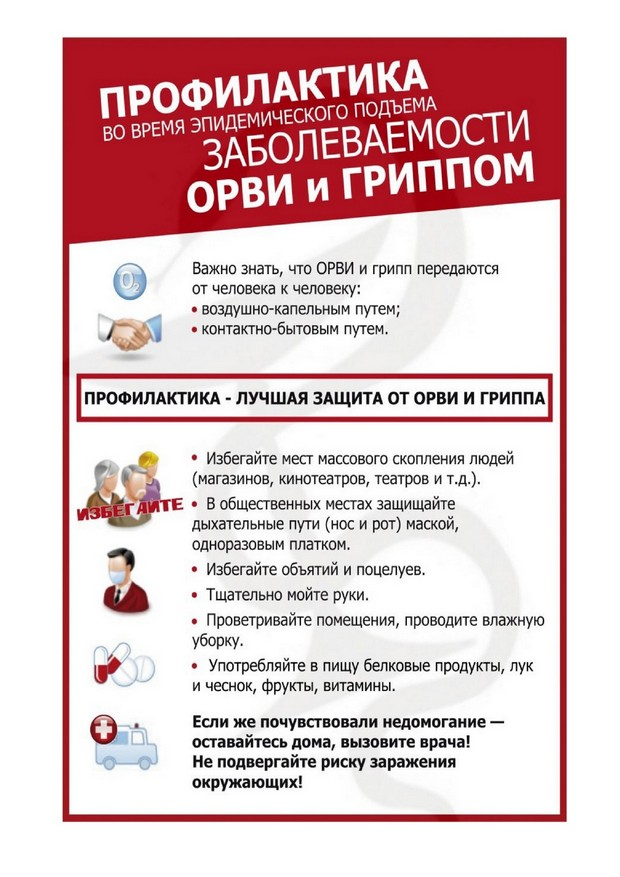 ПРОФИЛАКТИКА
ВО ВРЕМЯ ЭПИДЕМИЧЕСКОГО ПОДЪЕМА
ЗАБОЛЕВАЕМОСТИ
ОРВИ и ГРИППОМ
O₂
Важно знать, что ОРВИ и грипп передаются
от человека к человеку:
• воздушно-капельным путем;
• контактно-бытовым путем.
ПРОФИЛАКТИКА - ЛУЧШАЯ ЗАЩИТА ОТ ОРВИ И ГРИППА
ИЗБЕГАЙТЕ
• Избегайте мест массового скопления людей
(магазинов, кинотеатров, театров и т.д.).
• В общественных местах защищайте
дыхательные пути (нос и рот) маской,
одноразовым платком.
• Избегайте объятий и поцелуев.
• Тщательно мойте руки.
• Проветривайте помещения, проводите влажную
уборку.
• Употребляйте в пищу белковые продукты, лук
и чеснок, фрукты, витамины.
Если же почувствовали недомогание —
оставайтесь дома, вызовите врача!
Не подвергайте риску заражения
окружающих!